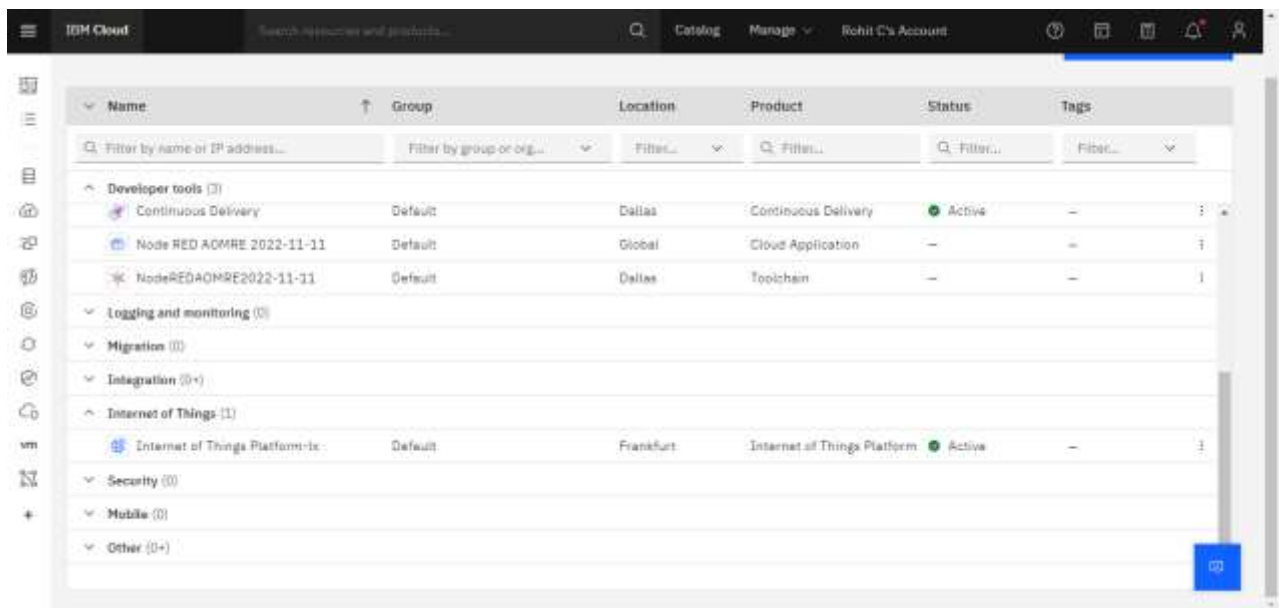 IBM Cloud Search resources and products... Catalog Manage Rohit C's Account
Name Group Location Product Status Tags
Filter by name or IP address... Filter by group or org... Filter... Filter... Filter... Filter...
Developer tools (3)
Continuous Delivery Default Dallas Continuous Delivery Active –
Node RED AOMRE 2022-11-11 Default Global Cloud Application – –
NodeREDAOMRE2022-11-11 Default Dallas Toolchain – –
Logging and monitoring (0)
Migration (0)
Integration (0+)
Internet of Things (1)
Internet of Things Platform-ix Default Frankfurt Internet of Things Platform Active –
Security (0)
Mobile (0)
Other (0+)
vm